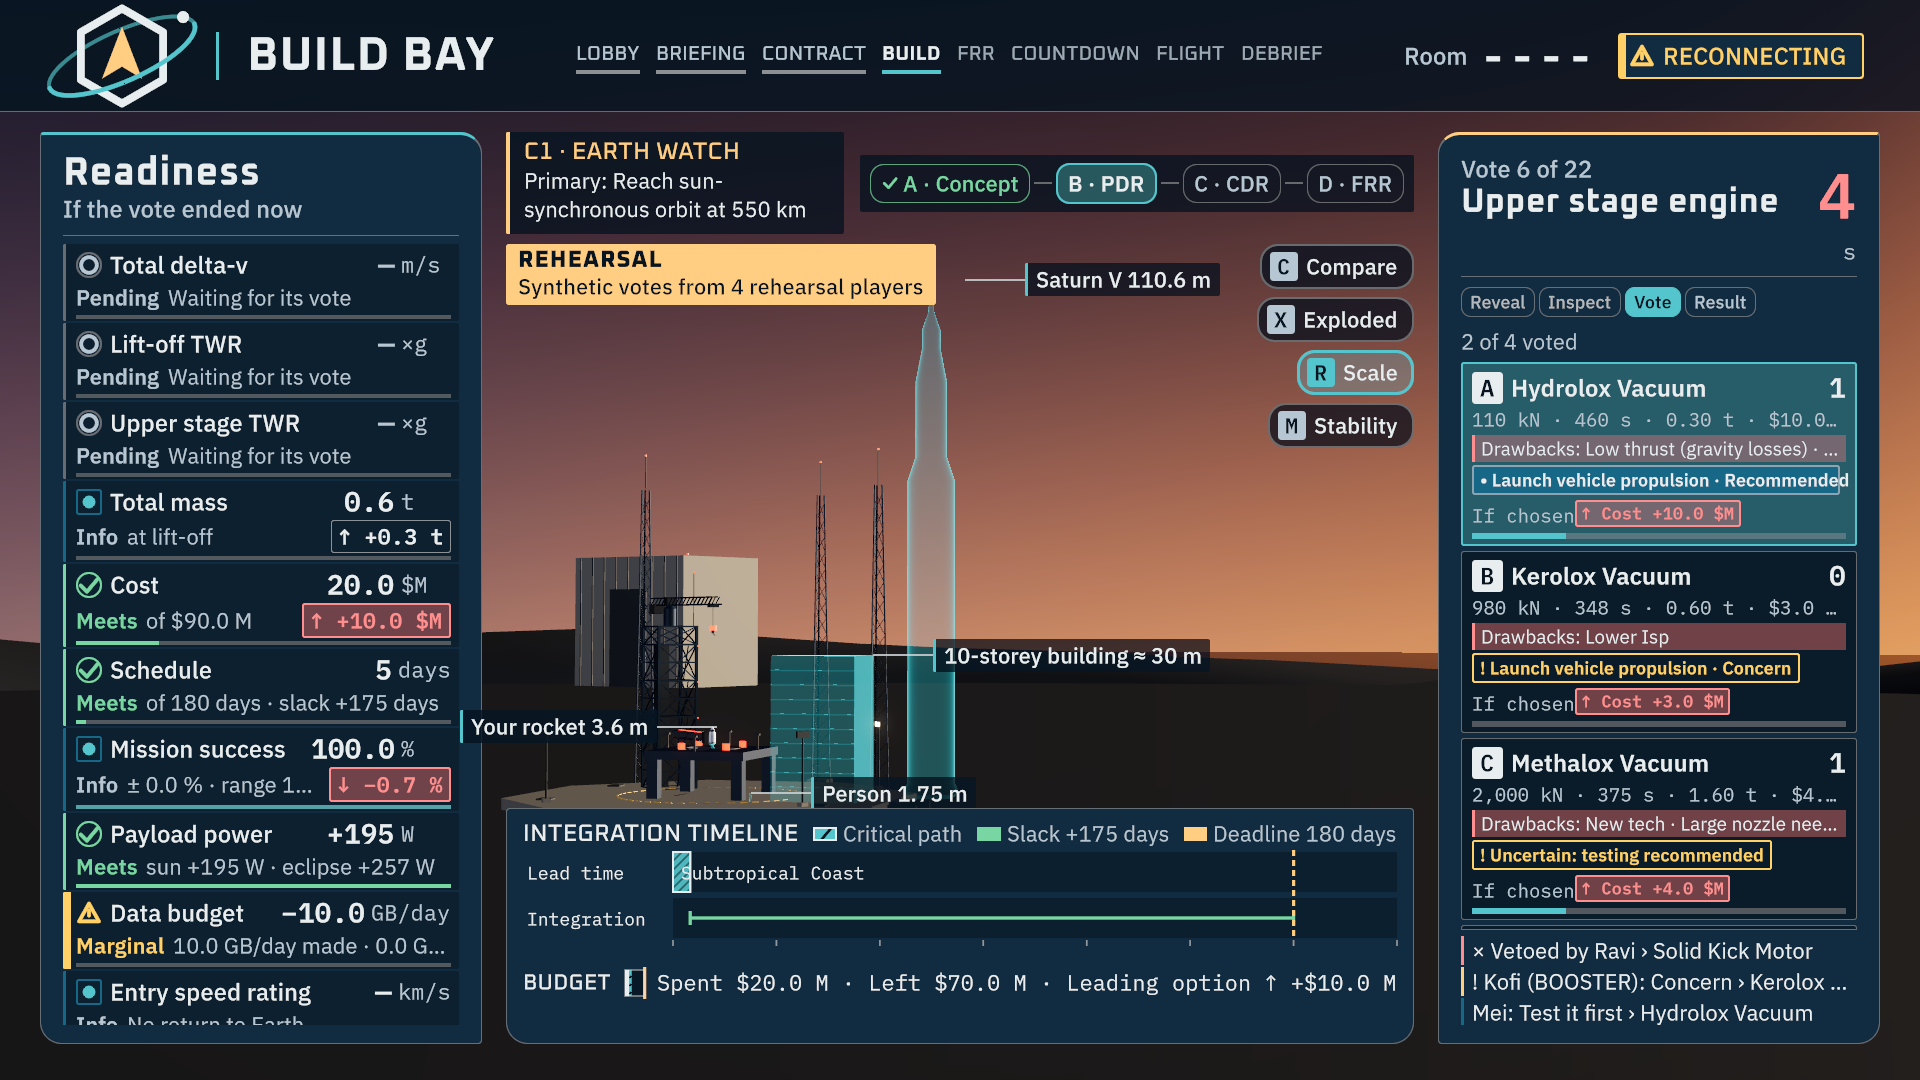 BUILD BAY
LOBBY BRIEFING CONTRACT BUILD FRR COUNTDOWN FLIGHT DEBRIEF
Room – – – –
RECONNECTING
Readiness
If the vote ended now
Total delta-v — m/s
Pending Waiting for its vote
Lift-off TWR — ×g
Pending Waiting for its vote
Upper stage TWR — ×g
Pending Waiting for its vote
Total mass 0.6 t
Info at lift-off ↑ +0.3 t
Cost 20.0 $M
Meets of $90.0 M ↑ +10.0 $M
Schedule 5 days
Meets of 180 days · slack +175 days
Mission success 100.0 %
Info ± 0.0 % · range 1... ↓ −0.7 %
Payload power +195 W
Meets sun +195 W · eclipse +257 W
Data budget −10.0 GB/day
Marginal 10.0 GB/day made · 0.0 G...
Entry speed rating — km/s
Info No return to Earth
C1 · EARTH WATCH
Primary: Reach sun-
synchronous orbit at 550 km
A · Concept
B · PDR
C · CDR
D · FRR
REHEARSAL
Synthetic votes from 4 rehearsal players
Saturn V 110.6 m
C Compare
X Exploded
R Scale
M Stability
10-storey building ≈ 30 m
Your rocket 3.6 m
Person 1.75 m
INTEGRATION TIMELINE Critical path Slack +175 days Deadline 180 days
Lead time Subtropical Coast
Integration
BUDGET Spent $20.0 M · Left $70.0 M · Leading option ↑ +$10.0 M
Vote 6 of 22
Upper stage engine
4
s
Reveal Inspect Vote Result
2 of 4 voted
A Hydrolox Vacuum 1
110 kN · 460 s · 0.30 t · $10.0...
Drawbacks: Low thrust (gravity losses) · ...
• Launch vehicle propulsion · Recommended
If chosen ↑ Cost +10.0 $M
B Kerolox Vacuum 0
980 kN · 348 s · 0.60 t · $3.0 ...
Drawbacks: Lower Isp
! Launch vehicle propulsion · Concern
If chosen ↑ Cost +3.0 $M
C Methalox Vacuum 1
2,000 kN · 375 s · 1.60 t · $4....
Drawbacks: New tech · Large nozzle nee...
! Uncertain: testing recommended
If chosen ↑ Cost +4.0 $M
× Vetoed by Ravi › Solid Kick Motor
! Kofi (BOOSTER): Concern › Kerolox ...
Mei: Test it first › Hydrolox Vacuum